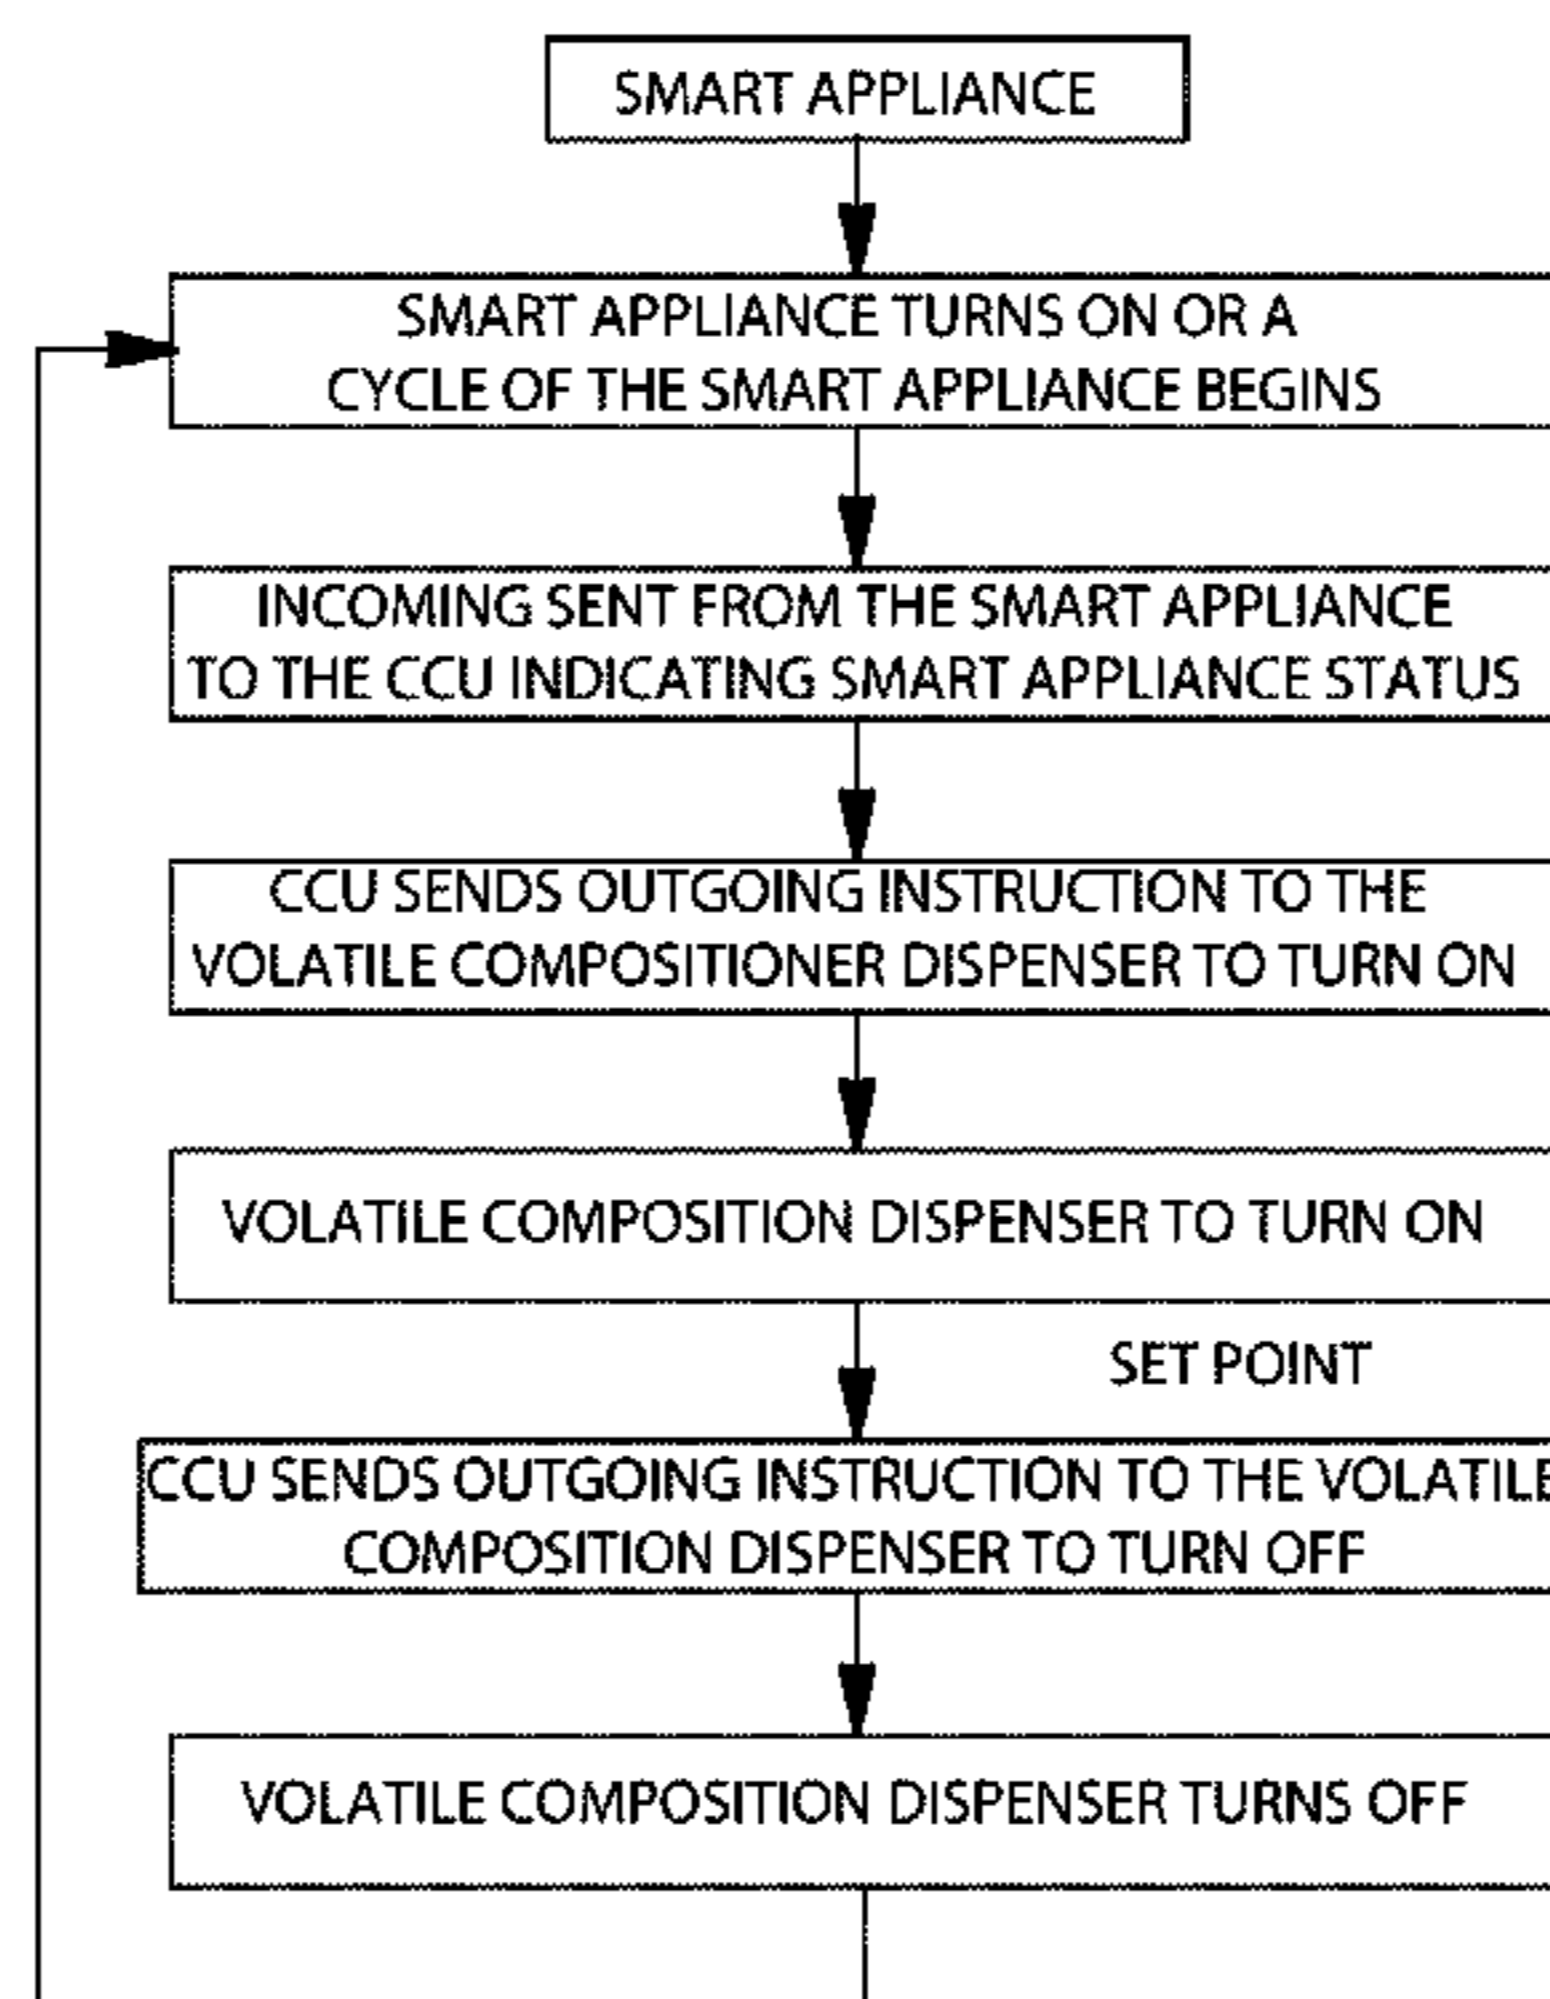 SMART APPLIANCE
SMART APPLIANCE TURNS ON OR A
CYCLE OF THE SMART APPLIANCE BEGINS
INCOMING SENT FROM THE SMART APPLIANCE
TO THE CCU INDICATING SMART APPLIANCE STATUS
CCU SENDS OUTGOING INSTRUCTION TO THE
VOLATILE COMPOSITIONER DISPENSER TO TURN ON
VOLATILE COMPOSITION DISPENSER TO TURN ON
SET POINT
CCU SENDS OUTGOING INSTRUCTION TO THE VOLATILE
COMPOSITION DISPENSER TO TURN OFF
VOLATILE COMPOSITION DISPENSER TURNS OFF